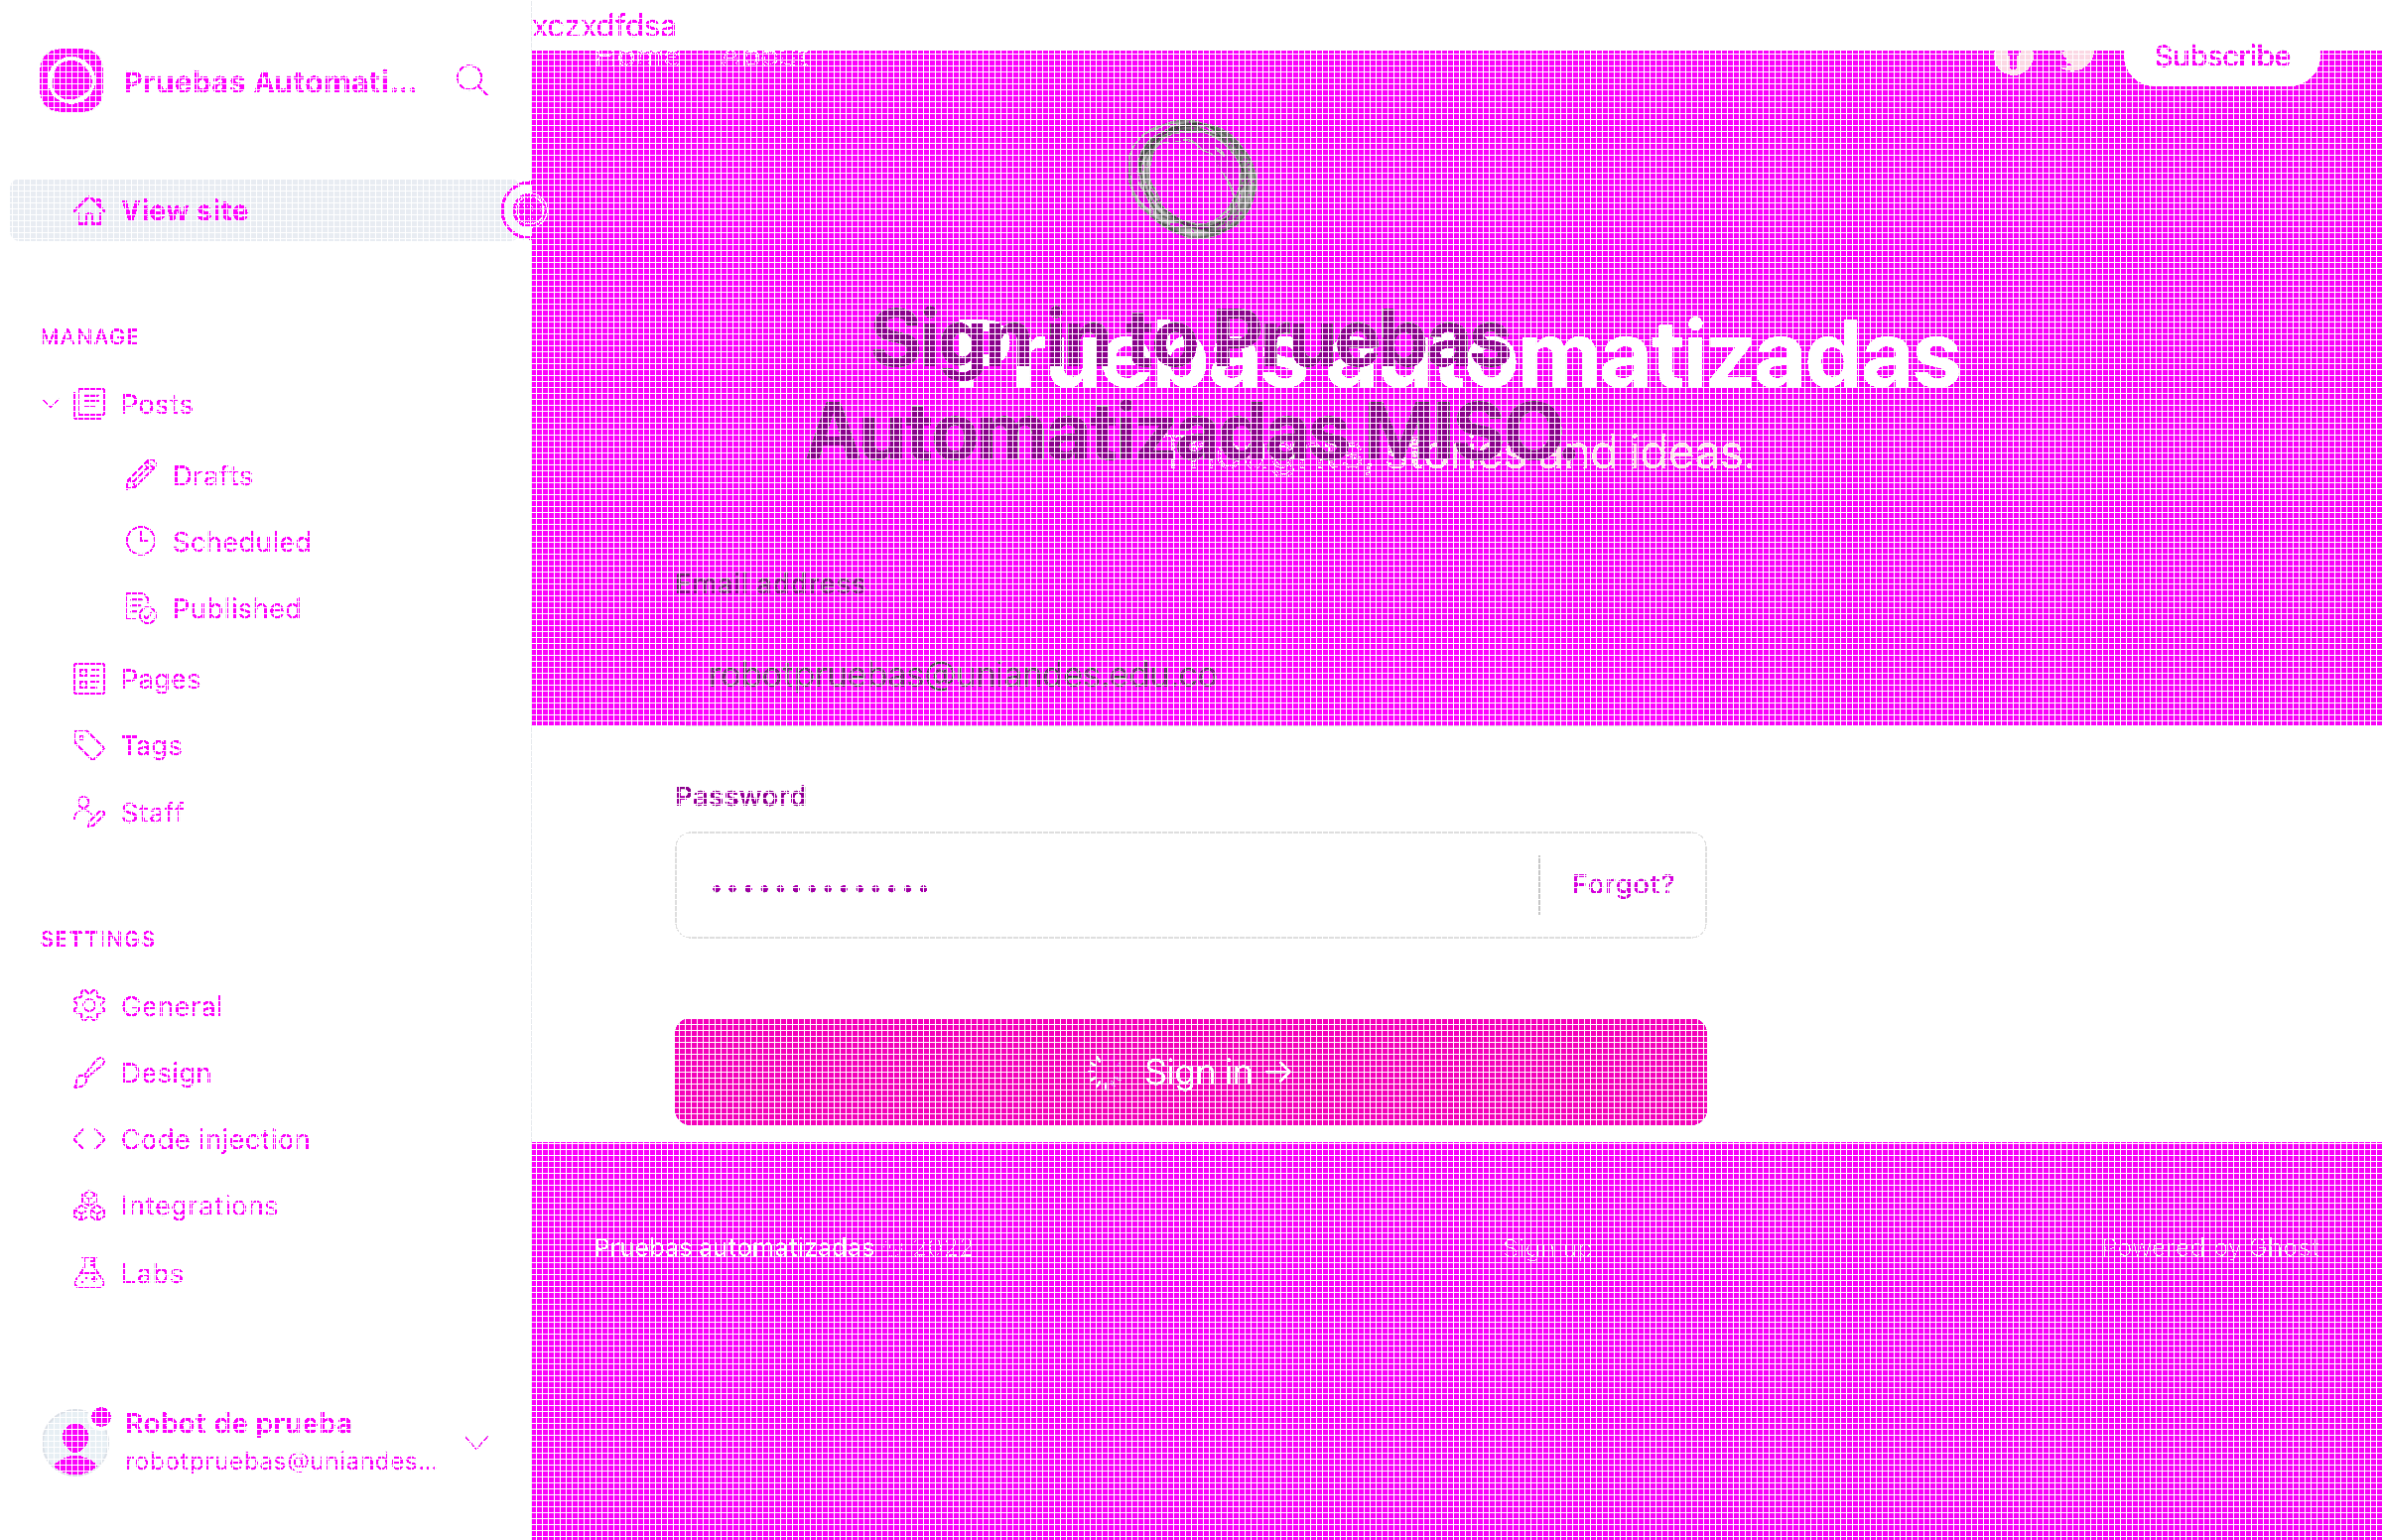 xczxdfdsa
Pruebas Automati...
View site
MANAGE
Posts
Drafts
Scheduled
Published
Pages
Tags
Staff
SETTINGS
General
Design
Code injection
Integrations
Labs
Robot de prueba
robotpruebas@uniandes...
Home About
Subscribe
Sign in to Pruebas
Automatizadas MISO
Pruebas automatizadas
Thoughts, stories and ideas.
Email address
robotpruebas@uniandes.edu.co
Password
Forgot?
Sign in →
Pruebas automatizadas © 2022
Sign up
Powered by Ghost